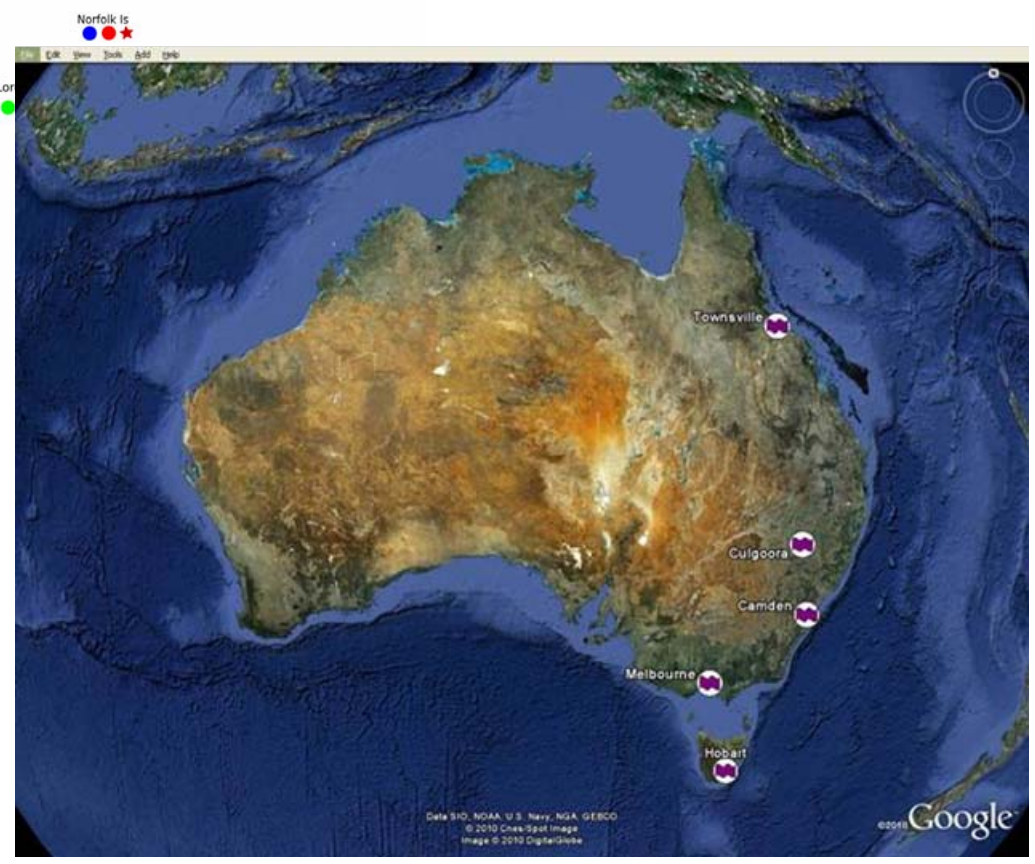 Norfolk Is
File Edit View Tools Add Help
Lor
N
Townsville
Culgoora
Camden
Melbourne
Hobart
Data SIO, NOAA, U.S. Navy, NGA, GEBCO
© 2010 Cnes/Spot Image
Image © 2010 DigitalGlobe
©2010 Google